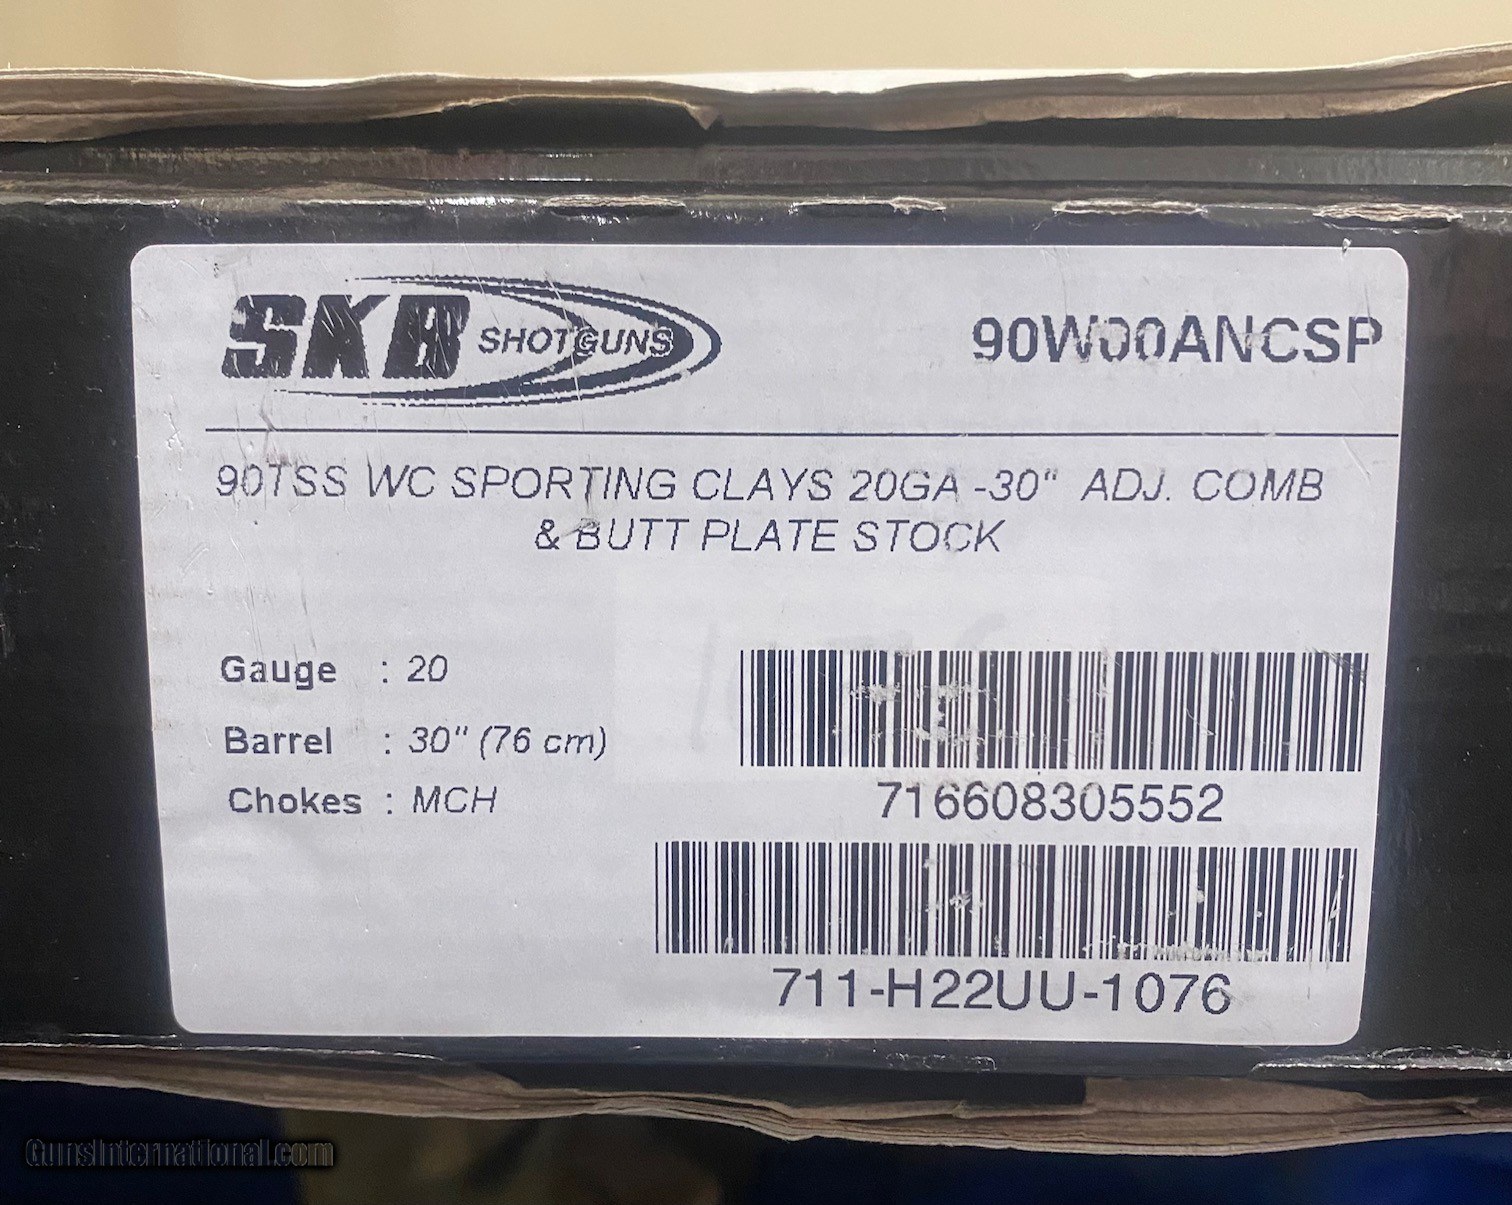 SKB SHOTGUNS
90W00ANCSP
90TSS WC SPORTING CLAYS 20GA -30" ADJ. COMB
& BUTT PLATE STOCK
Gauge : 20
Barrel : 30" (76 cm)
Chokes : MCH
716608305552
711-H22UU-1076
GunsInternational.com